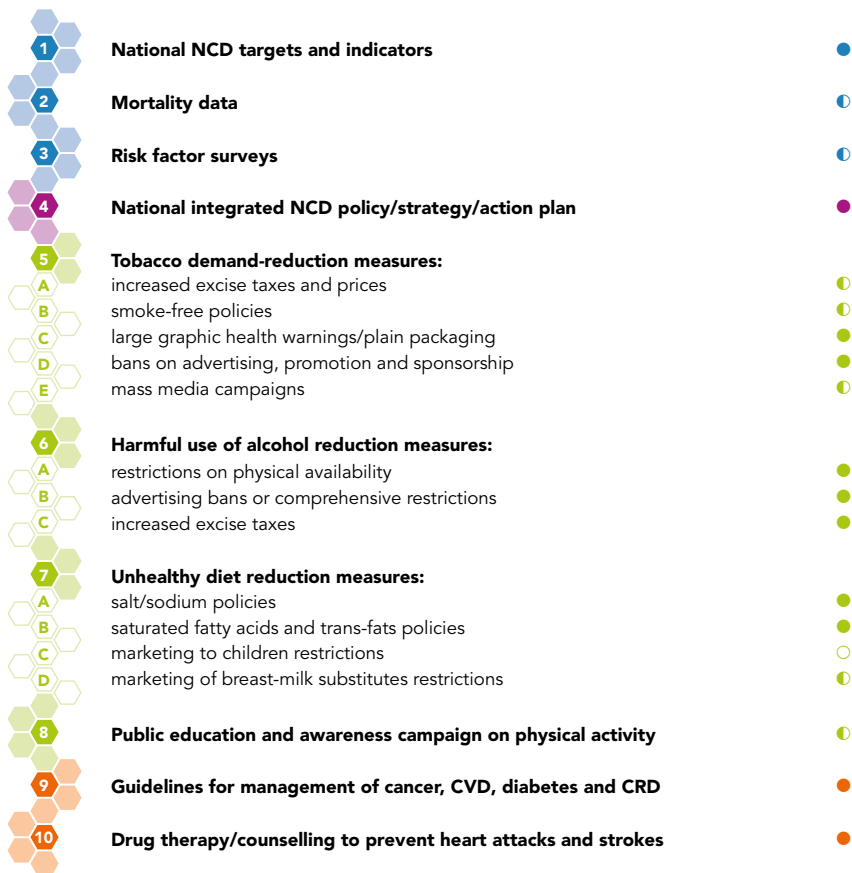 1 National NCD targets and indicators
2 Mortality data
3 Risk factor surveys
4 National integrated NCD policy/strategy/action plan
5 Tobacco demand-reduction measures:
A increased excise taxes and prices
B smoke-free policies
C large graphic health warnings/plain packaging
D bans on advertising, promotion and sponsorship
E mass media campaigns
6 Harmful use of alcohol reduction measures:
A restrictions on physical availability
B advertising bans or comprehensive restrictions
C increased excise taxes
7 Unhealthy diet reduction measures:
A salt/sodium policies
B saturated fatty acids and trans-fats policies
C marketing to children restrictions
D marketing of breast-milk substitutes restrictions
8 Public education and awareness campaign on physical activity
9 Guidelines for management of cancer, CVD, diabetes and CRD
10 Drug therapy/counselling to prevent heart attacks and strokes